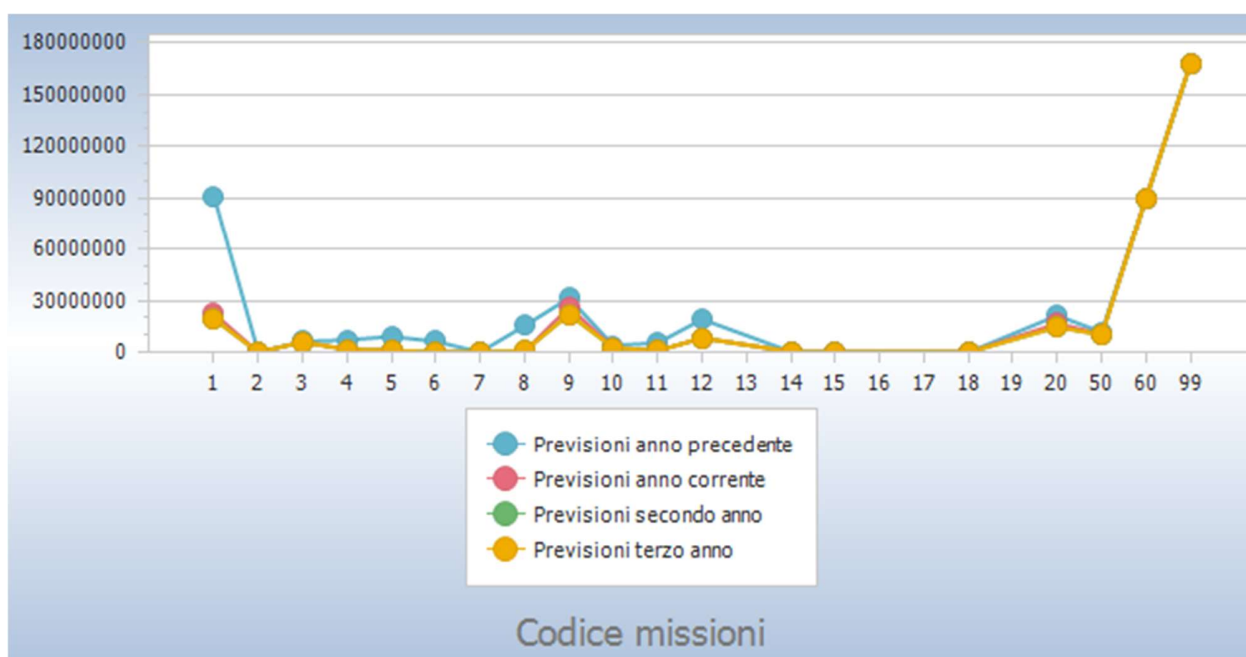 180000000
150000000
120000000
90000000
60000000
30000000
0
1 2 3 4 5 6 7 8 9 10 11 12 13 14 15 16 17 18 19 20 50 60 99
Previsioni anno precedente
Previsioni anno corrente
Previsioni secondo anno
Previsioni terzo anno
Codice missioni